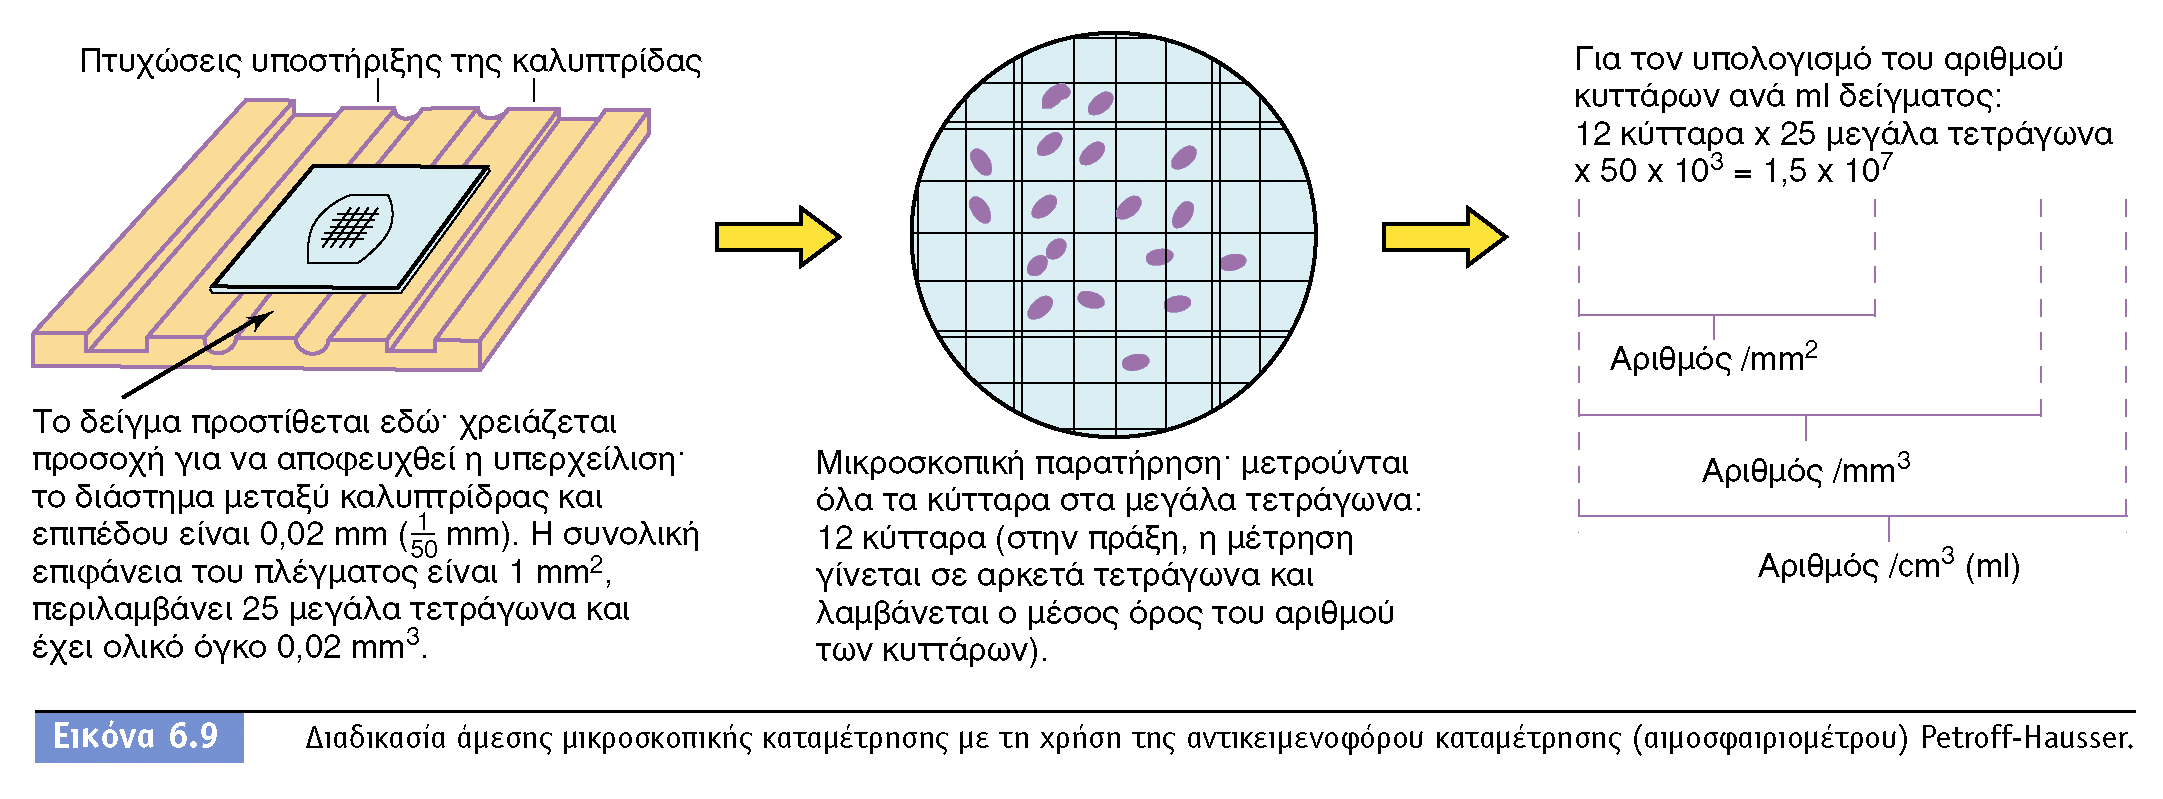 Πτυχώσεις υποστήριξης της καλυπτρίδας
Το δείγμα προστίθεται εδώ· χρειάζεται
προσοχή για να αποφευχθεί η υπερχείλιση·
το διάστημα μεταξύ καλυπτρίδρας και
επιπέδου είναι 0,02 mm (1/50 mm). Η συνολική
επιφάνεια του πλέγματος είναι 1 mm²,
περιλαμβάνει 25 μεγάλα τετράγωνα και
έχει ολικό όγκο 0,02 mm³.
Μικροσκοπική παρατήρηση· μετρούνται
όλα τα κύτταρα στα μεγάλα τετράγωνα:
12 κύτταρα (στην πράξη, η μέτρηση
γίνεται σε αρκετά τετράγωνα και
λαμβάνεται ο μέσος όρος του αριθμού
των κυττάρων).
Για τον υπολογισμό του αριθμού
κυττάρων ανά ml δείγματος:
12 κύτταρα x 25 μεγάλα τετράγωνα
x 50 x 10³ = 1,5 x 10⁷
Αριθμός /mm²
Αριθμός /mm³
Αριθμός /cm³ (ml)
Εικόνα 6.9 Διαδικασία άμεσης μικροσκοπικής καταμέτρησης με τη χρήση της αντικειμενοφόρου καταμέτρησης (αιμοσφαιριομέτρου) Petroff-Hausser.